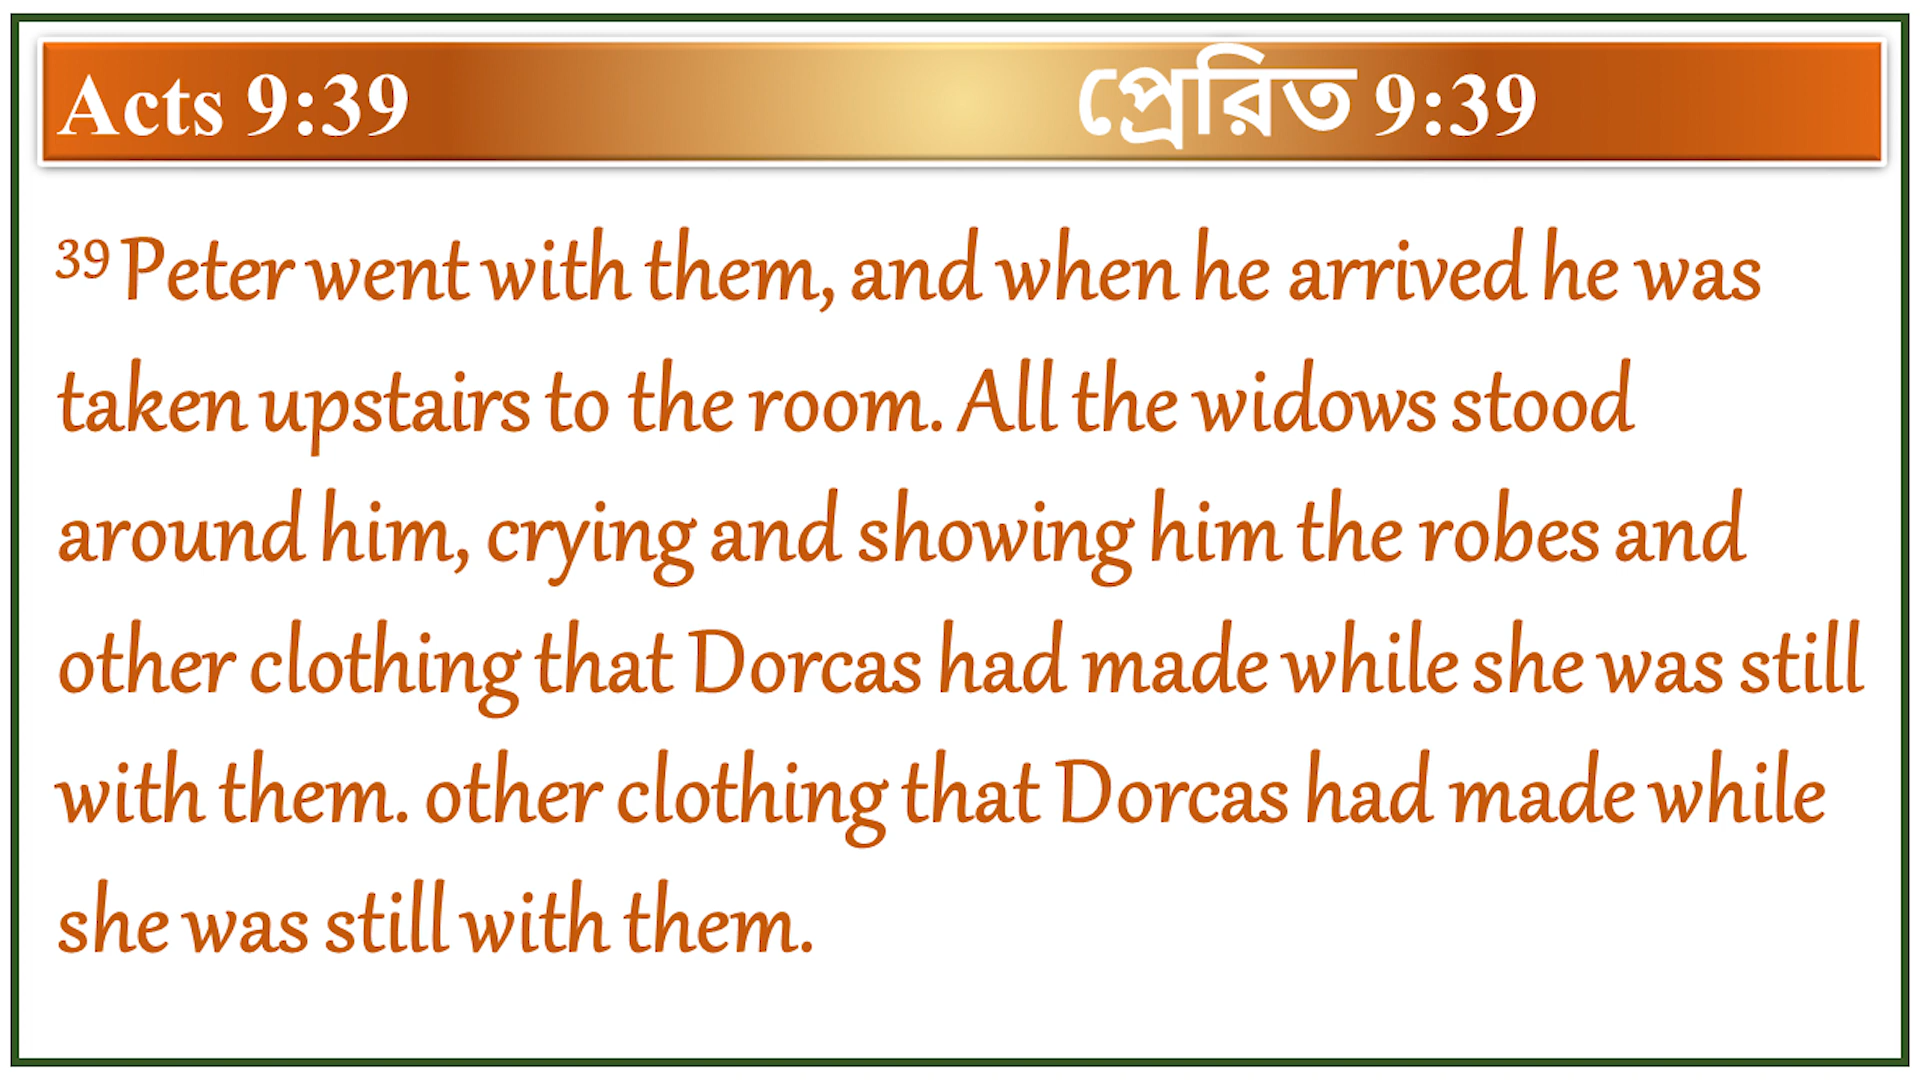 Acts 9:39 প্রেরিত 9:39
39 Peter went with them, and when he arrived he was
taken upstairs to the room. All the widows stood
around him, crying and showing him the robes and
other clothing that Dorcas had made while she was still
with them. other clothing that Dorcas had made while
she was still with them.